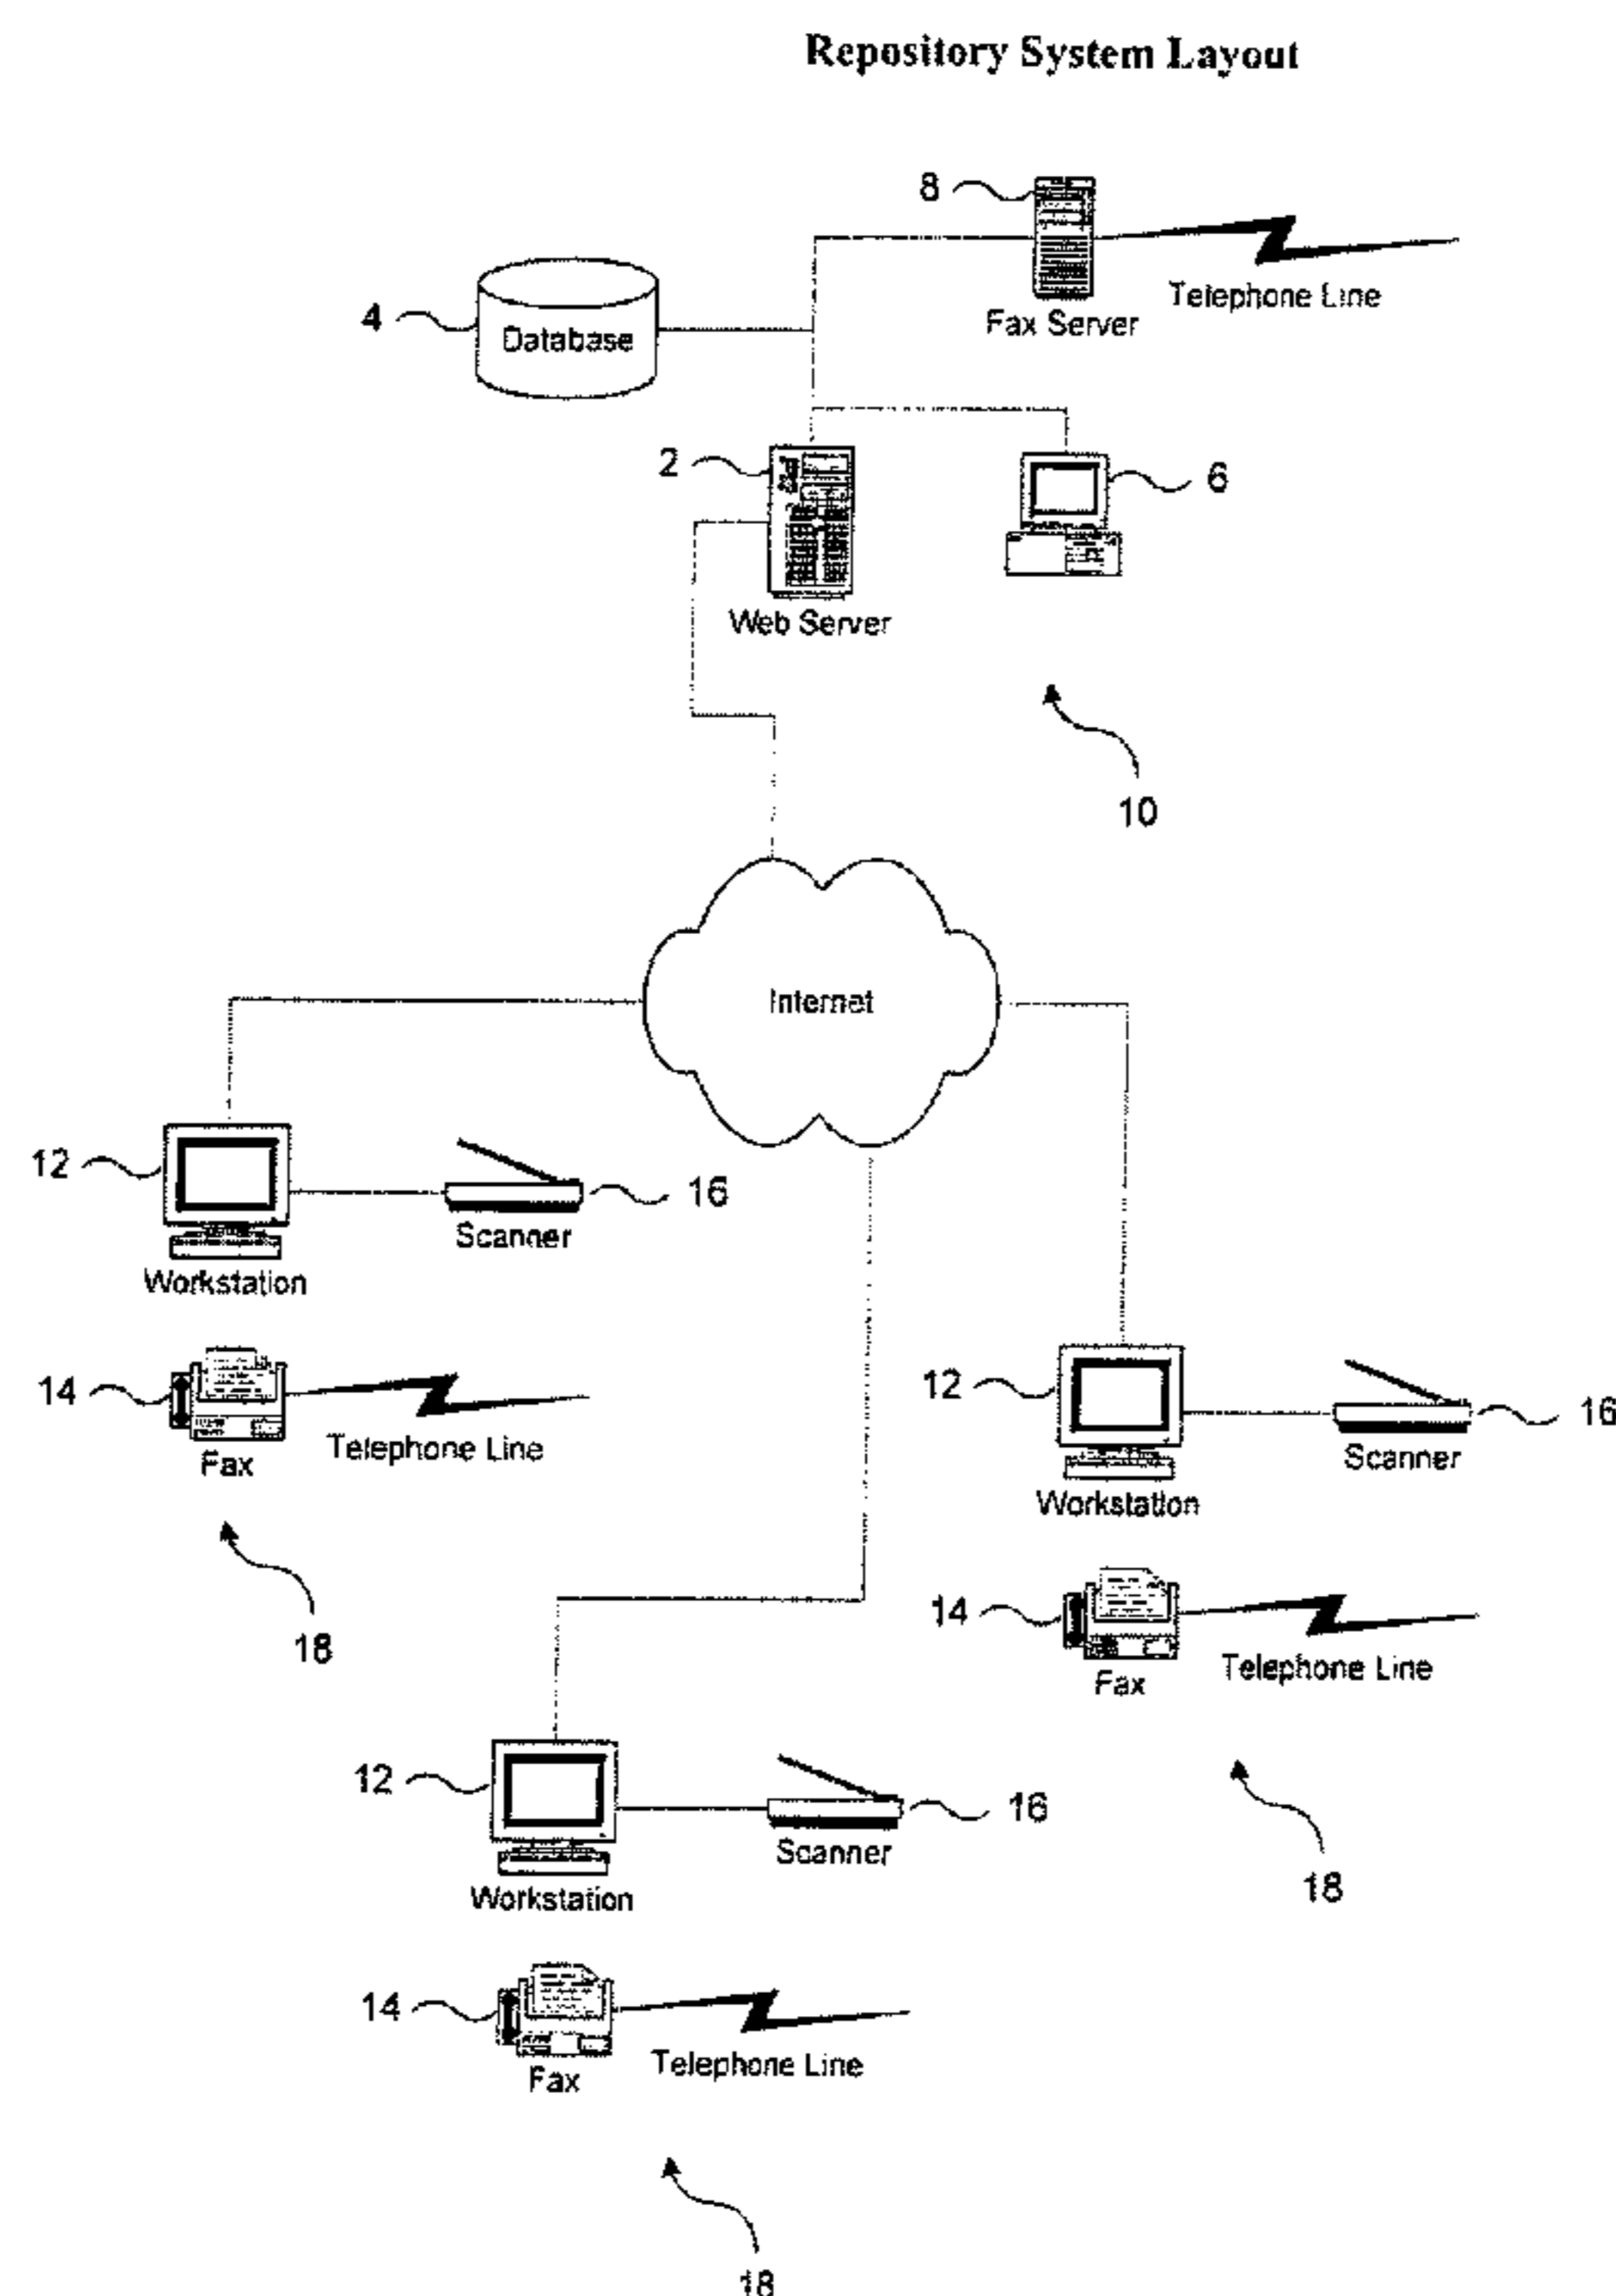 Repository System Layout
8
Telephone Line
Fax Server
4
Database
2
6
Web Server
10
Internet
12
16
Scanner
Workstation
14
Telephone Line
Fax
18
12
16
Scanner
Workstation
14
Telephone Line
Fax
18
12
16
Scanner
Workstation
14
Telephone Line
Fax
18